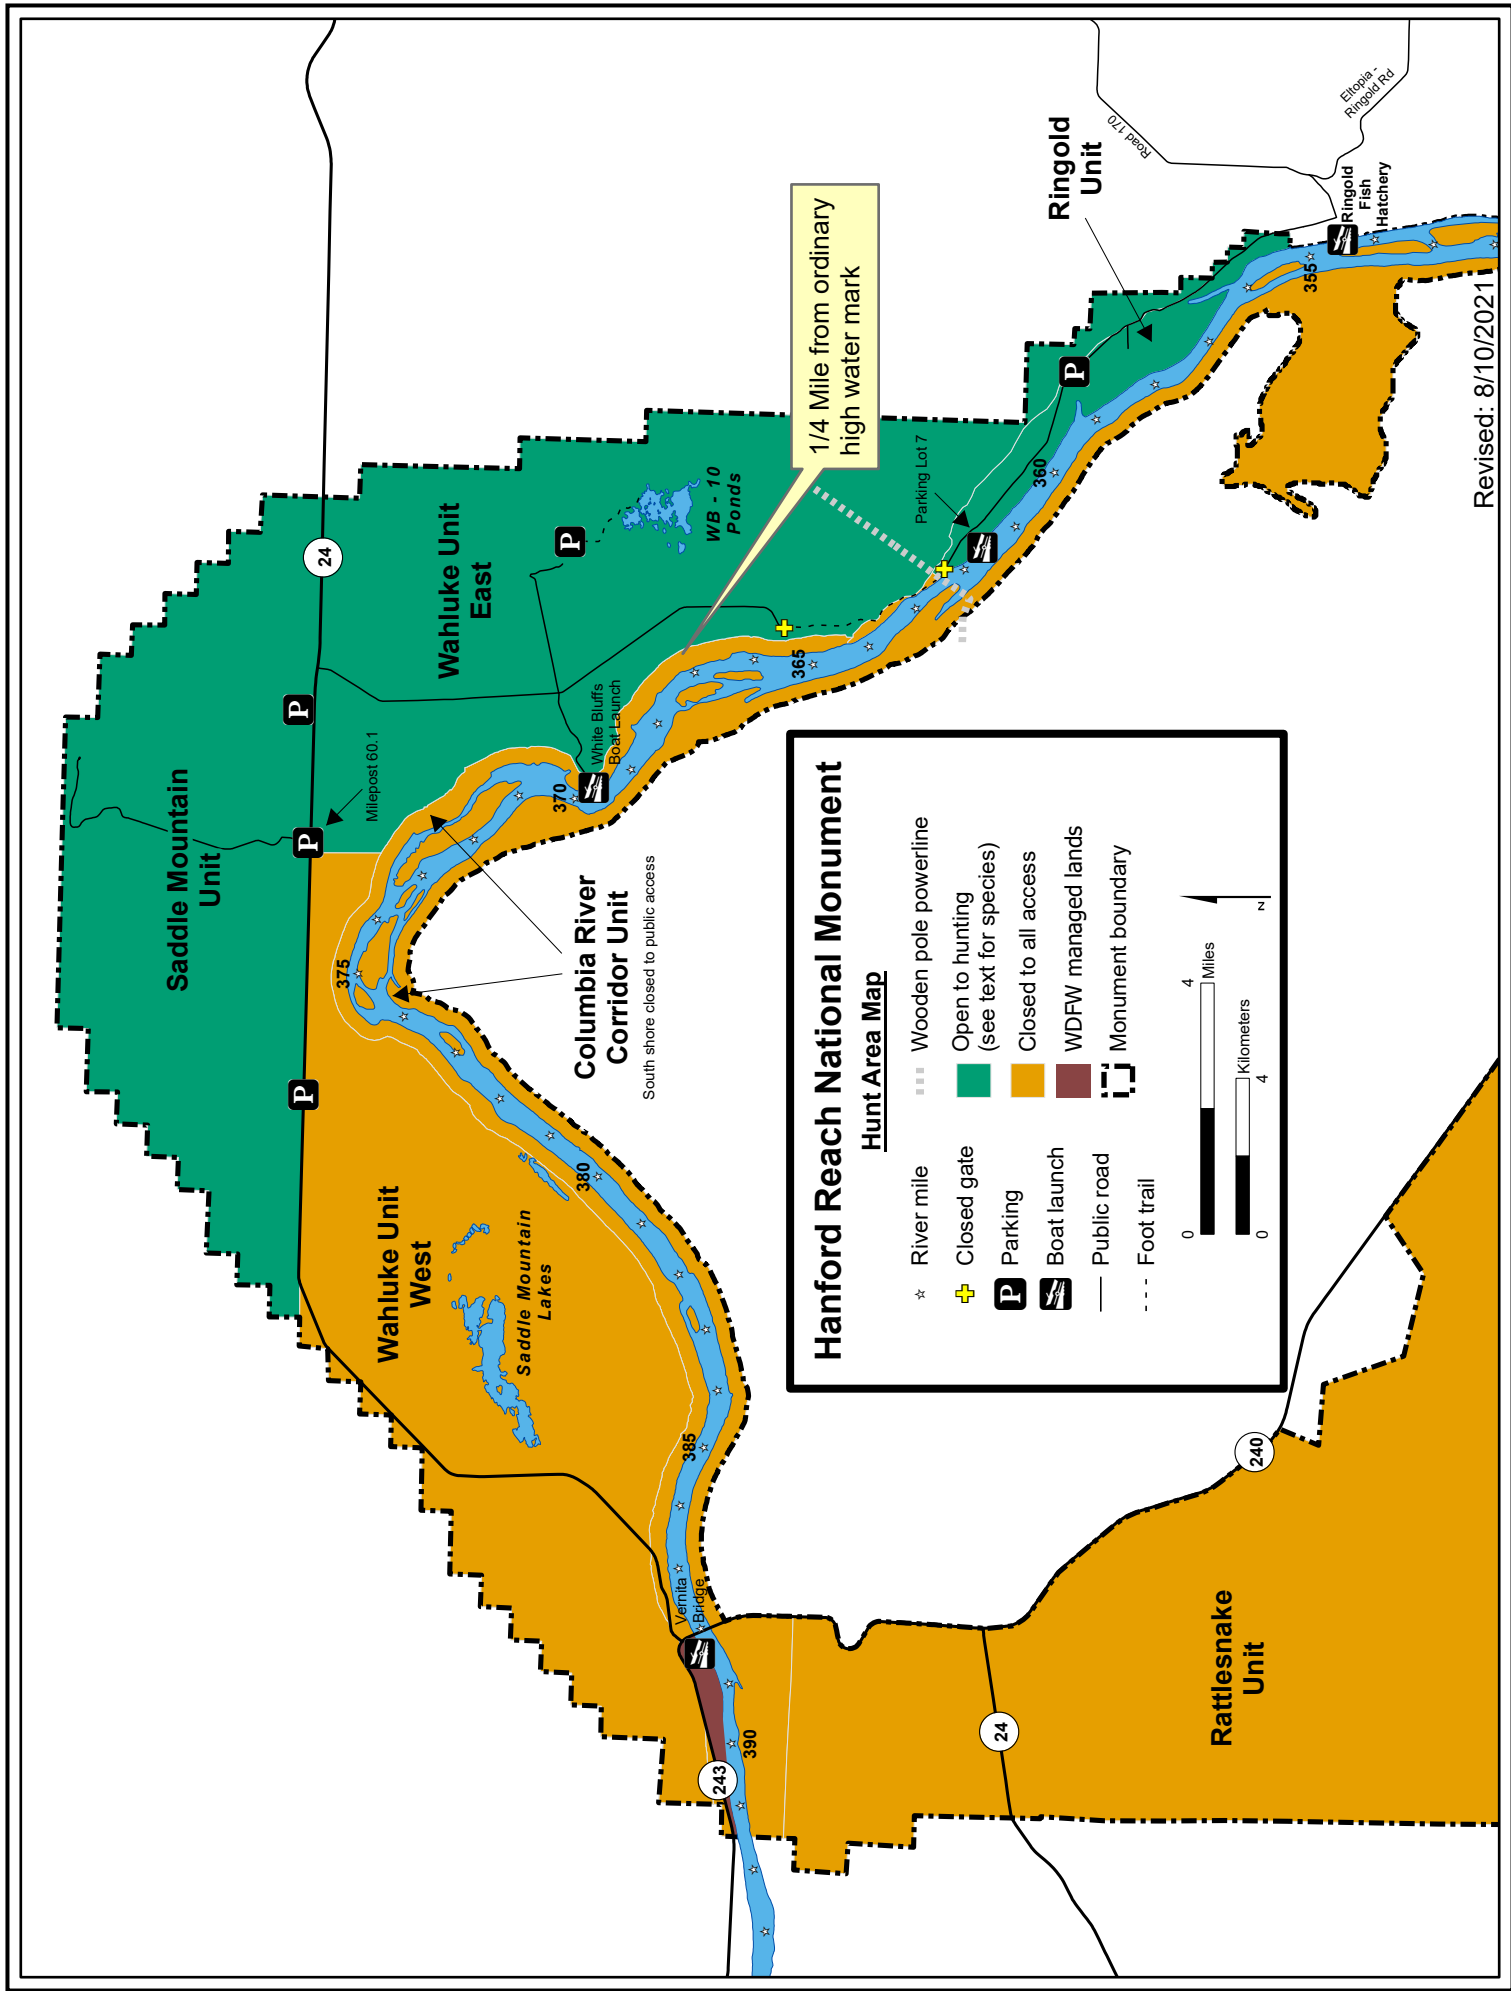 Saddle Mountain
Unit
24
Milepost 60.1
Wahluke Unit
East
WB - 10
Ponds
Wahluke Unit
West
Saddle Mountain
Lakes
375
370
380
385
390
365
360
355
White Bluffs
Boat Launch
Columbia River
Corridor Unit
South shore closed to public access
1/4 Mile from ordinary
high water mark
Parking Lot 7
Ringold
Unit
Road 170
Eltopia -
Ringold Rd
Ringold
Fish
Hatchery
Vernita
Bridge
243
24
240
Rattlesnake
Unit
Hanford Reach National Monument
Hunt Area Map
River mile
Closed gate
P Parking
Boat launch
Public road
Foot trail
Wooden pole powerline
Open to hunting
(see text for species)
Closed to all access
WDFW managed lands
Monument boundary
0 4
Miles
Kilometers
0 4
N
P
P
P
P
P
Revised: 8/10/2021